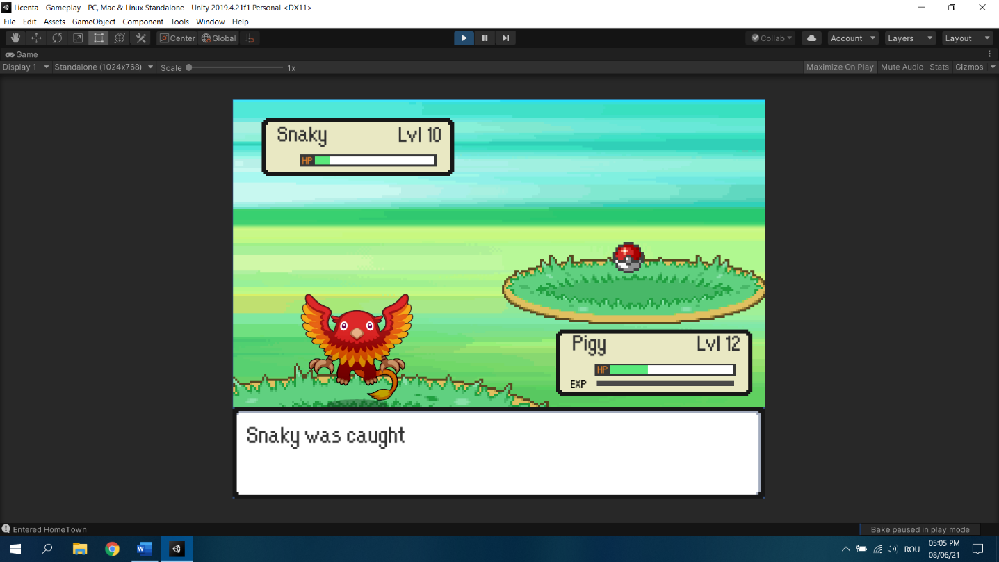 Licenta - Gameplay - PC, Mac & Linux Standalone - Unity 2019.4.21f1 Personal <DX11>
File Edit Assets GameObject Component Tools Window Help
Center Global Collab Account Layers Layout
Game
Display 1 Standalone (1024x768) Scale 1x Maximize On Play Mute Audio Stats Gizmos
Snaky Lvl 10
HP
Pigy Lvl 12
HP
EXP
Snaky was caught
Entered HomeTown Bake paused in play mode
W ROU 05:05 PM
08/06/21